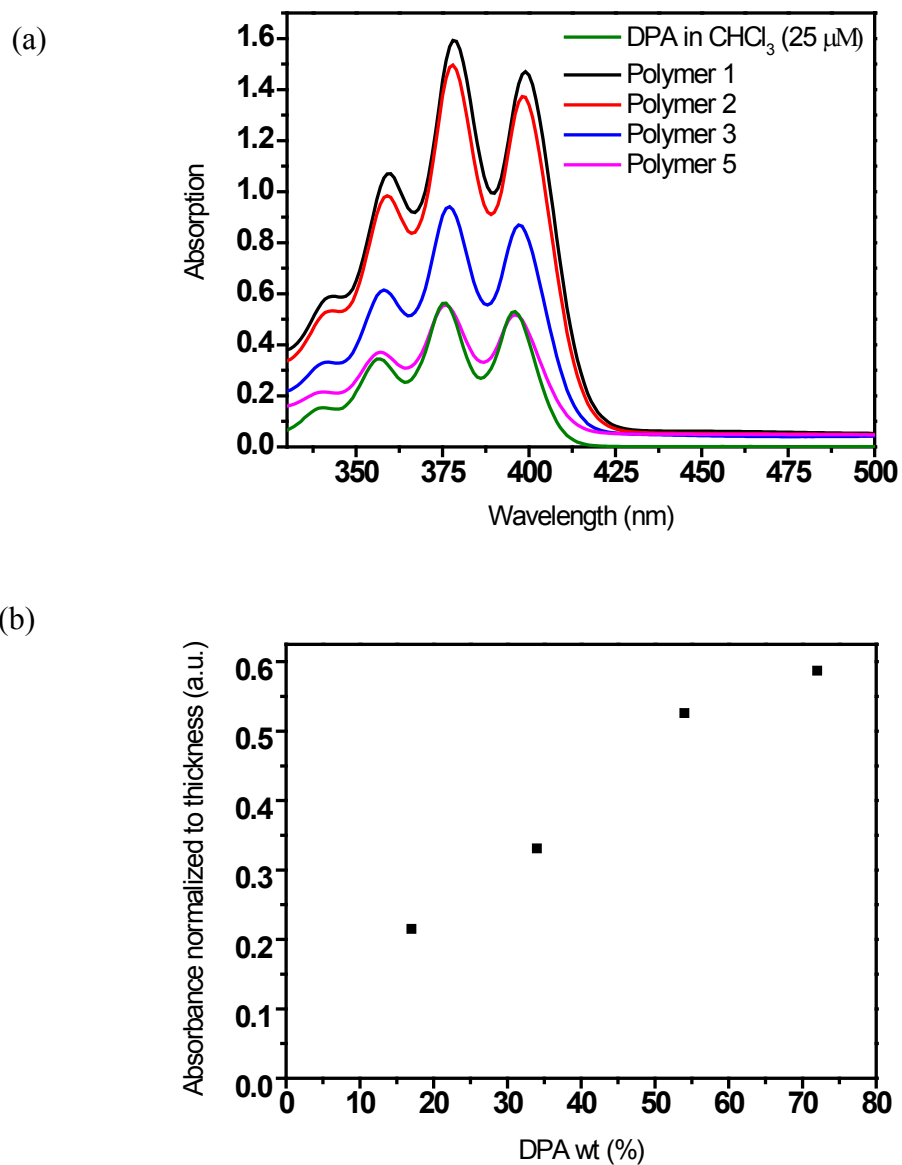 (a)
1.6
1.4
1.2
1.0
0.8
0.6
0.4
0.2
0.0
Absorption
DPA in CHCl3 (25 μM)
Polymer 1
Polymer 2
Polymer 3
Polymer 5
350 375 400 425 450 475 500
Wavelength (nm)
(b)
0.6
0.5
0.4
0.3
0.2
0.1
0.0
Absorbance normalized to thickness (a.u.)
0 10 20 30 40 50 60 70 80
DPA wt (%)